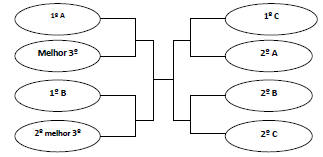 1º A
Melhor 3º
1º B
2º melhor 3º
1º C
2º A
2º B
2º C